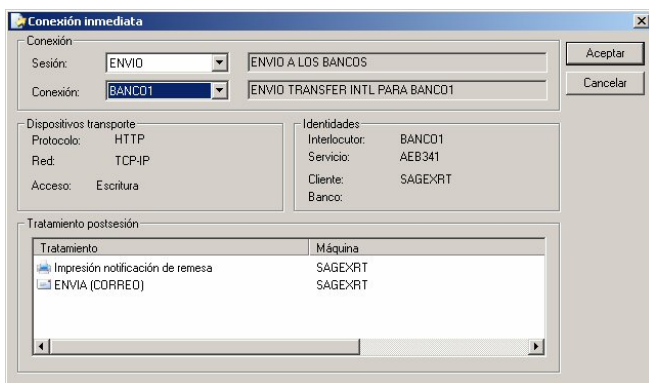 Conexión inmediata
Conexión
Sesión: ENVIO ENVIO A LOS BANCOS
Conexión: BANCO1 ENVIO TRANSFER INTL PARA BANCO1
Aceptar
Cancelar
Dispositivos transporte
Protocolo: HTTP
Red: TCP-IP
Acceso: Escritura
Identidades
Interlocutor: BANCO1
Servicio: AEB341
Cliente: SAGEXRT
Banco:
Tratamiento postsesión
Tratamiento Máquina
Impresión notificación de remesa SAGEXRT
ENVIA (CORREO) SAGEXRT